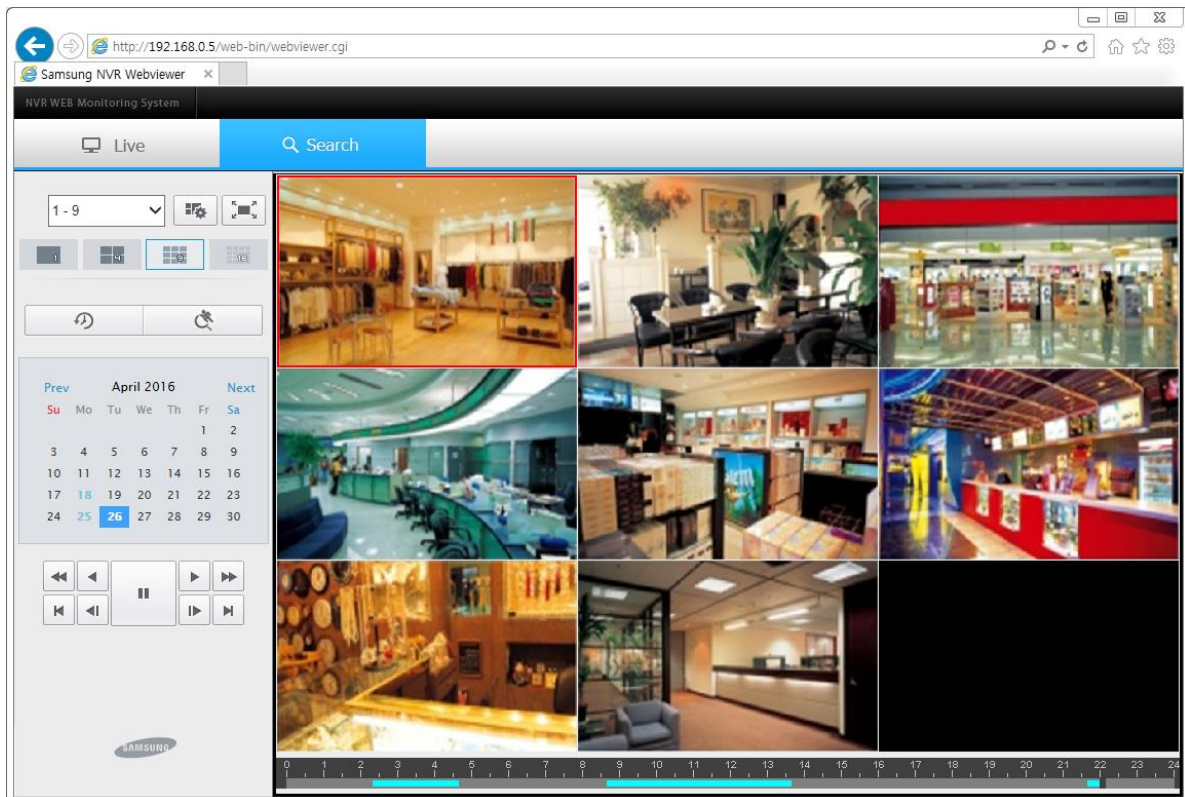 http://192.168.0.5/web-bin/webviewer.cgi
Samsung NVR Webviewer
NVR WEB Monitoring System
Live
Search
1 - 9
1
4
9
16
Prev April 2016 Next
Su Mo Tu We Th Fr Sa
1 2
3 4 5 6 7 8 9
10 11 12 13 14 15 16
17 18 19 20 21 22 23
24 25 26 27 28 29 30
SAMSUNG
0 1 2 3 4 5 6 7 8 9 10 11 12 13 14 15 16 17 18 19 20 21 22 23 24